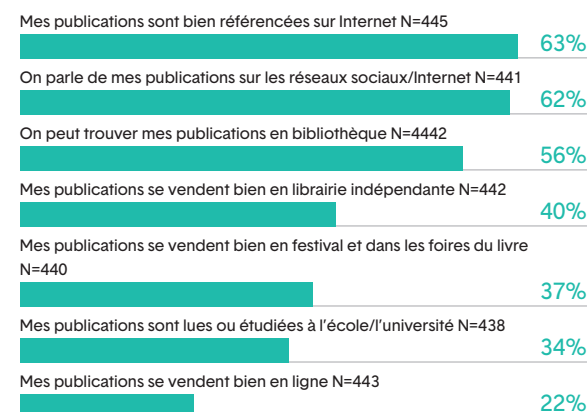 Mes publications sont bien référencées sur Internet N=445
63%
On parle de mes publications sur les réseaux sociaux/Internet N=441
62%
On peut trouver mes publications en bibliothèque N=4442
56%
Mes publications se vendent bien en librairie indépendante N=442
40%
Mes publications se vendent bien en festival et dans les foires du livre
N=440
37%
Mes publications sont lues ou étudiées à l'école/l'université N=438
34%
Mes publications se vendent bien en ligne N=443
22%